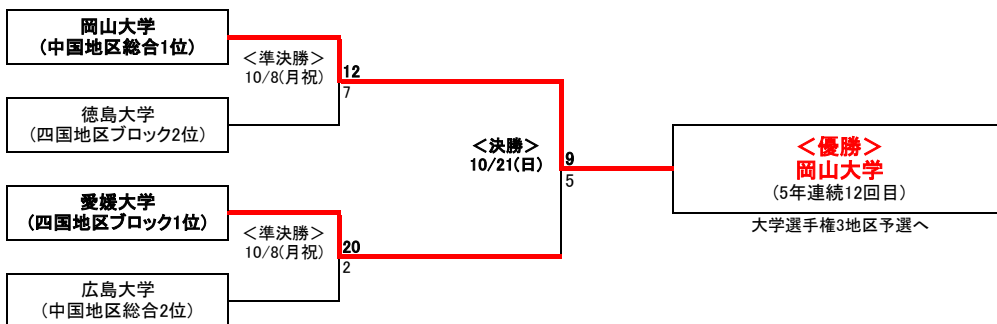 岡山大学
(中国地区総合1位)
＜準決勝＞
10/8(月祝)
12
7
徳島大学
(四国地区ブロック2位)
＜決勝＞
10/21(日)
9
5
＜優勝＞
岡山大学
(5年連続12回目)
大学選手権3地区予選へ
愛媛大学
(四国地区ブロック1位)
＜準決勝＞
10/8(月祝)
20
2
広島大学
(中国地区総合2位)